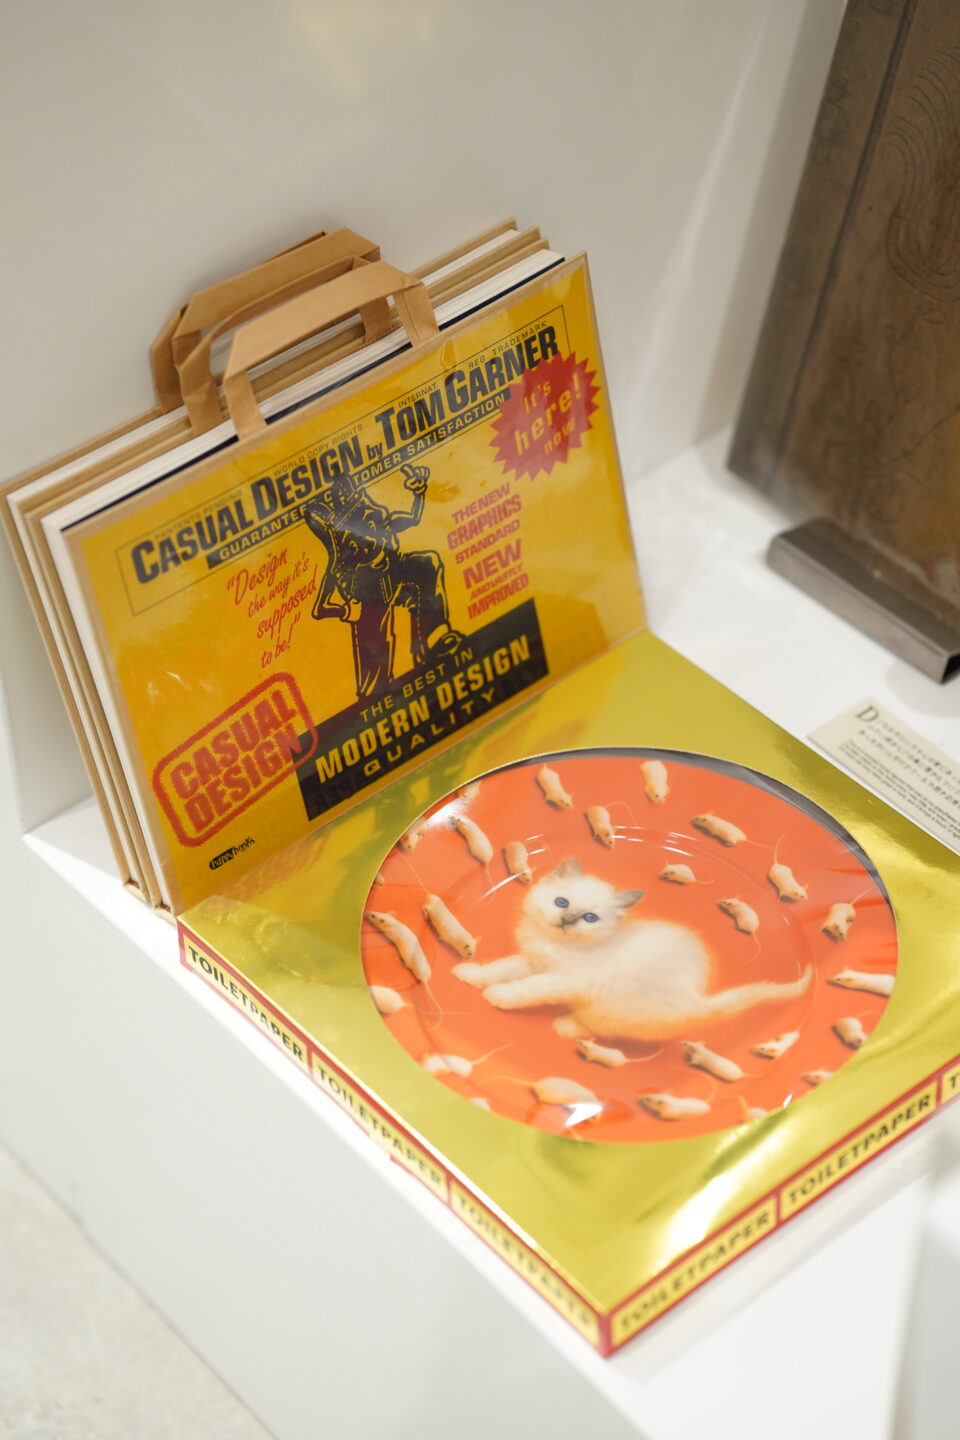 PANTENTS PENDING WORLD COPY RIGHTS INTERNAT. REG. TRADEMARK
CASUAL DESIGN by TOM GARNER
GUARANTEE CUSTOMER SATISFACTION
it's
here!
now
"Design
the way it's
supposed
to be!"
THE NEW
GRAPHICS
STANDARD
NEW
AND VASTLY
IMPROVED
THE BEST IN
MODERN DESIGN
QUALITY
CASUAL
DESIGN
TOILETPAPER TOILETPAPER TOILETPAPER
TOILETPAPER TOILETPAPER T